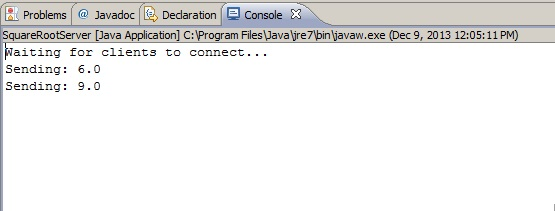 Problems @ Javadoc Declaration Console
SquareRootServer [Java Application] C:\Program Files\Java\jre7\bin\javaw.exe (Dec 9, 2013 12:05:11 PM)
Waiting for clients to connect...
Sending: 6.0
Sending: 9.0